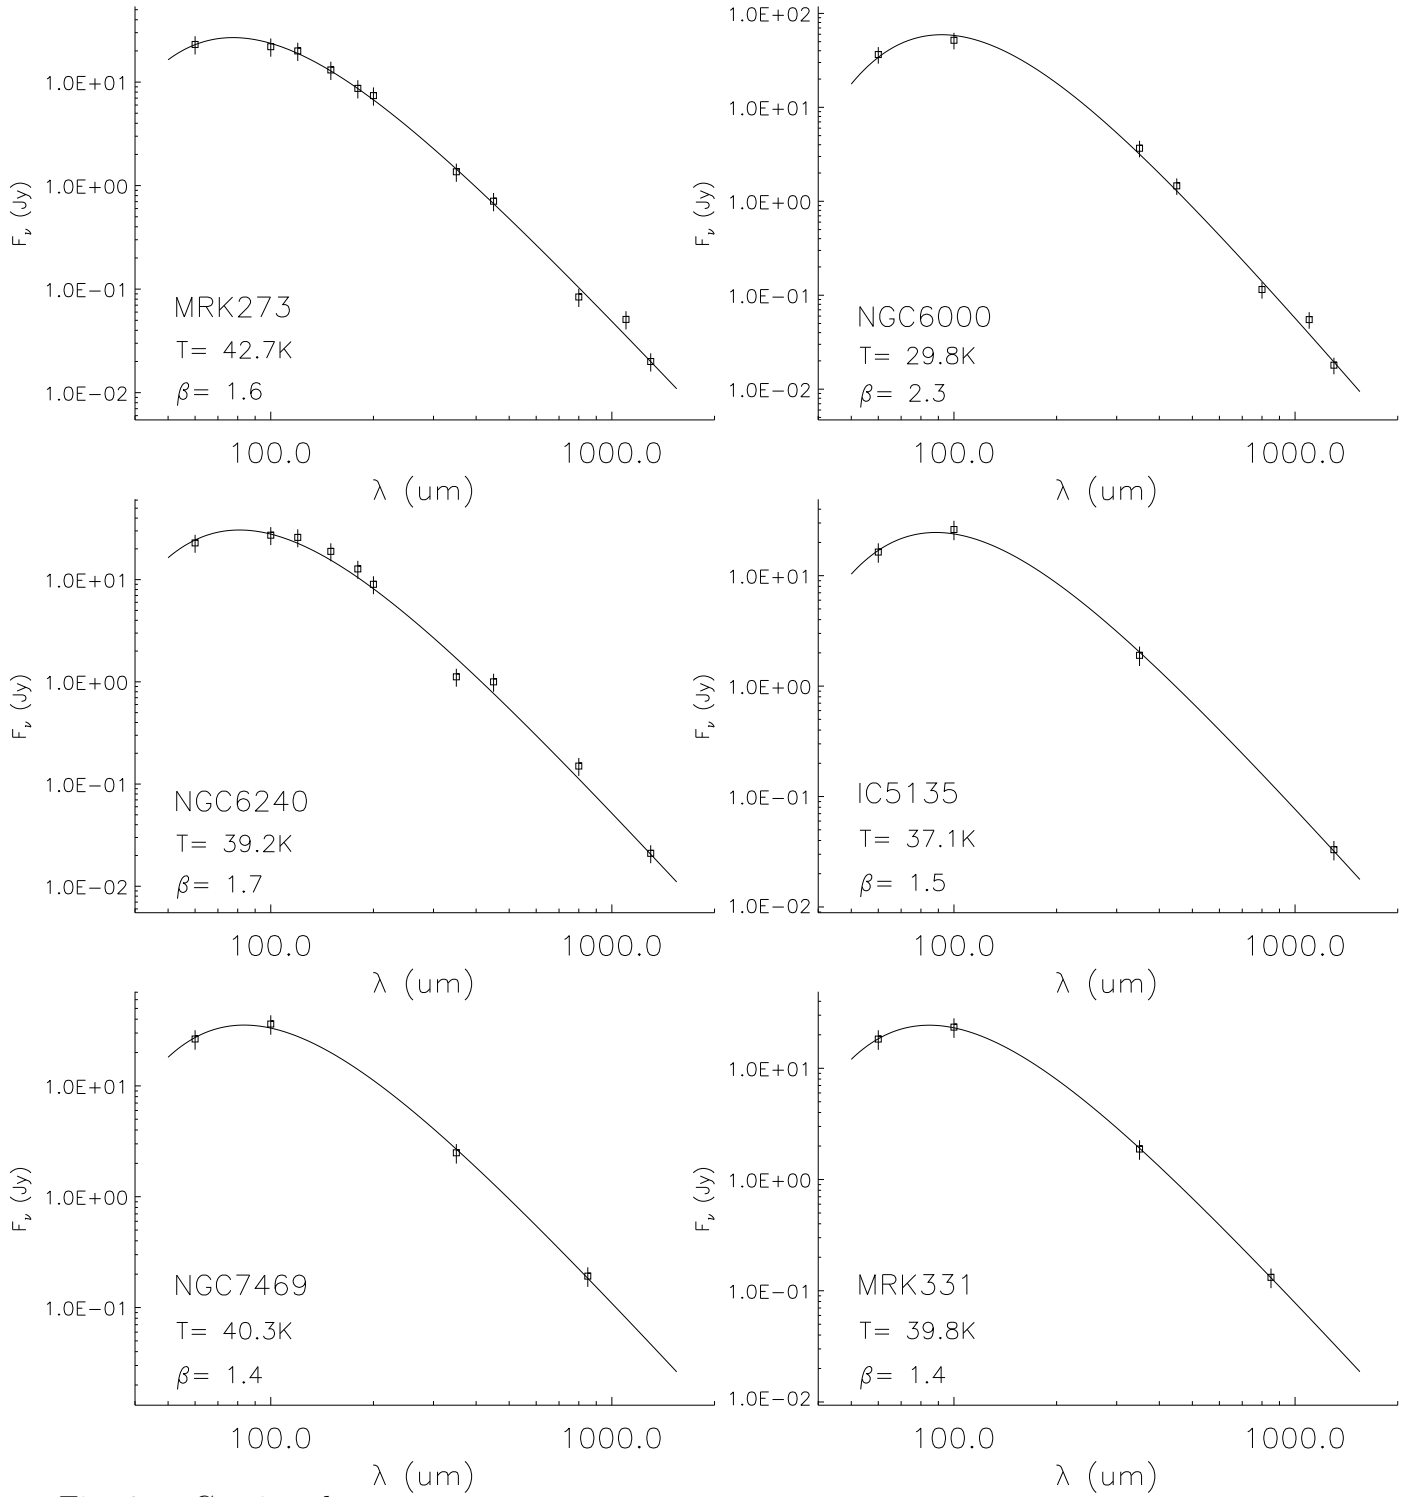 1.0E+01
1.0E+00
1.0E−01
1.0E−02
Fν (Jy)
MRK273
T= 42.7K
β= 1.6
100.0 1000.0
λ (um)
1.0E+02
1.0E+01
1.0E+00
1.0E−01
1.0E−02
Fν (Jy)
NGC6000
T= 29.8K
β= 2.3
100.0 1000.0
λ (um)
1.0E+01
1.0E+00
1.0E−01
1.0E−02
Fν (Jy)
NGC6240
T= 39.2K
β= 1.7
100.0 1000.0
λ (um)
1.0E+01
1.0E+00
1.0E−01
1.0E−02
Fν (Jy)
IC5135
T= 37.1K
β= 1.5
100.0 1000.0
λ (um)
1.0E+01
1.0E+00
1.0E−01
Fν (Jy)
NGC7469
T= 40.3K
β= 1.4
100.0 1000.0
λ (um)
1.0E+01
1.0E+00
1.0E−01
1.0E−02
Fν (Jy)
MRK331
T= 39.8K
β= 1.4
100.0 1000.0
λ (um)